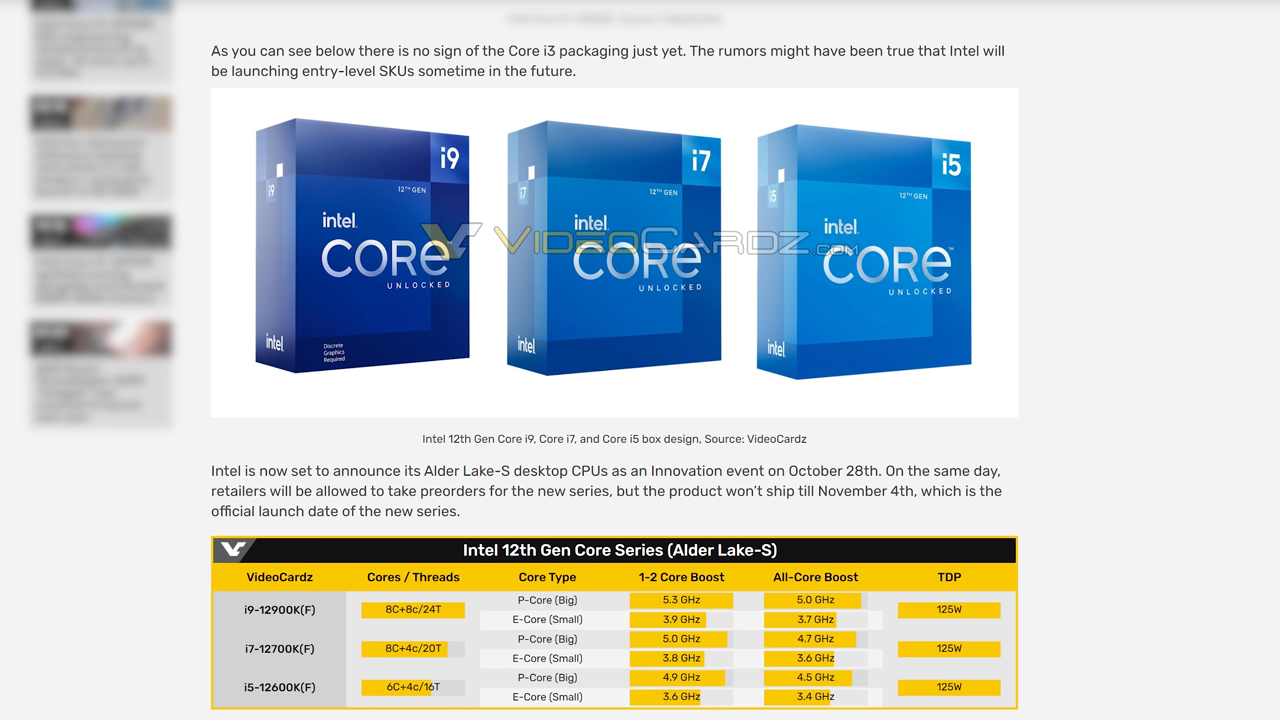 As you can see below there is no sign of the Core i3 packaging just yet. The rumors might have been true that Intel will
be launching entry-level SKUs sometime in the future.
i9
i9
12TH GEN
intel.
CORE™
UNLOCKED
intel
Discrete
Graphics
Required
i7
i7
12TH GEN
intel.
CORE™
UNLOCKED
intel
i5
i5
12TH GEN
intel.
CORE™
UNLOCKED
intel
VIDEOCARDZ.COM
Intel 12th Gen Core i9, Core i7, and Core i5 box design, Source: VideoCardz
Intel is now set to announce its Alder Lake-S desktop CPUs as an Innovation event on October 28th. On the same day,
retailers will be allowed to take preorders for the new series, but the product won't ship till November 4th, which is the
official launch date of the new series.
Intel 12th Gen Core Series (Alder Lake-S)
VideoCardz Cores / Threads Core Type 1-2 Core Boost All-Core Boost TDP
i9-12900K(F) 8C+8c/24T P-Core (Big) 5.3 GHz 5.0 GHz 125W
E-Core (Small) 3.9 GHz 3.7 GHz
i7-12700K(F) 8C+4c/20T P-Core (Big) 5.0 GHz 4.7 GHz 125W
E-Core (Small) 3.8 GHz 3.6 GHz
i5-12600K(F) 6C+4c/16T P-Core (Big) 4.9 GHz 4.5 GHz 125W
E-Core (Small) 3.6 GHz 3.4 GHz